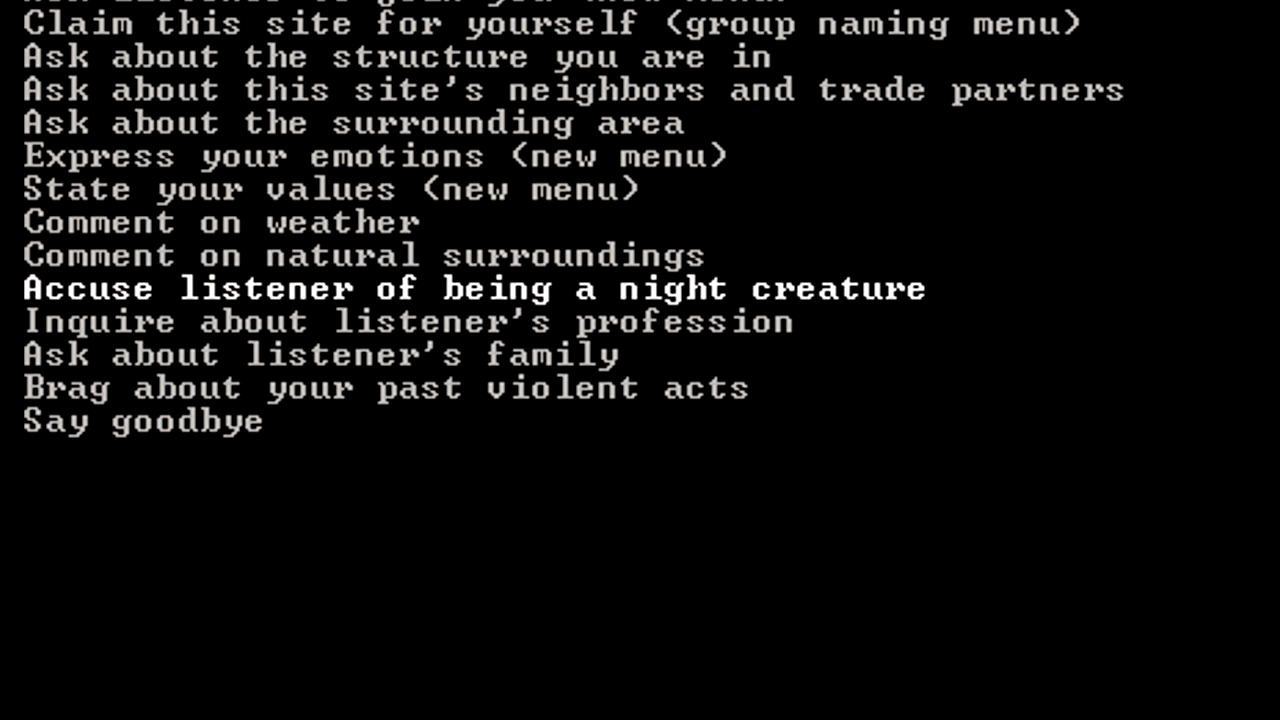 Claim this site for yourself (group naming menu)
Ask about the structure you are in
Ask about this site's neighbors and trade partners
Ask about the surrounding area
Express your emotions (new menu)
State your values (new menu)
Comment on weather
Comment on natural surroundings
Accuse listener of being a night creature
Inquire about listener's profession
Ask about listener's family
Brag about your past violent acts
Say goodbye